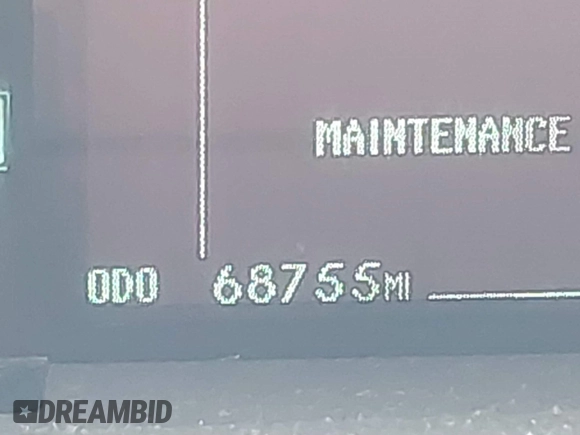 MAINTENANCE
ODO 68755MI
DREAMBID